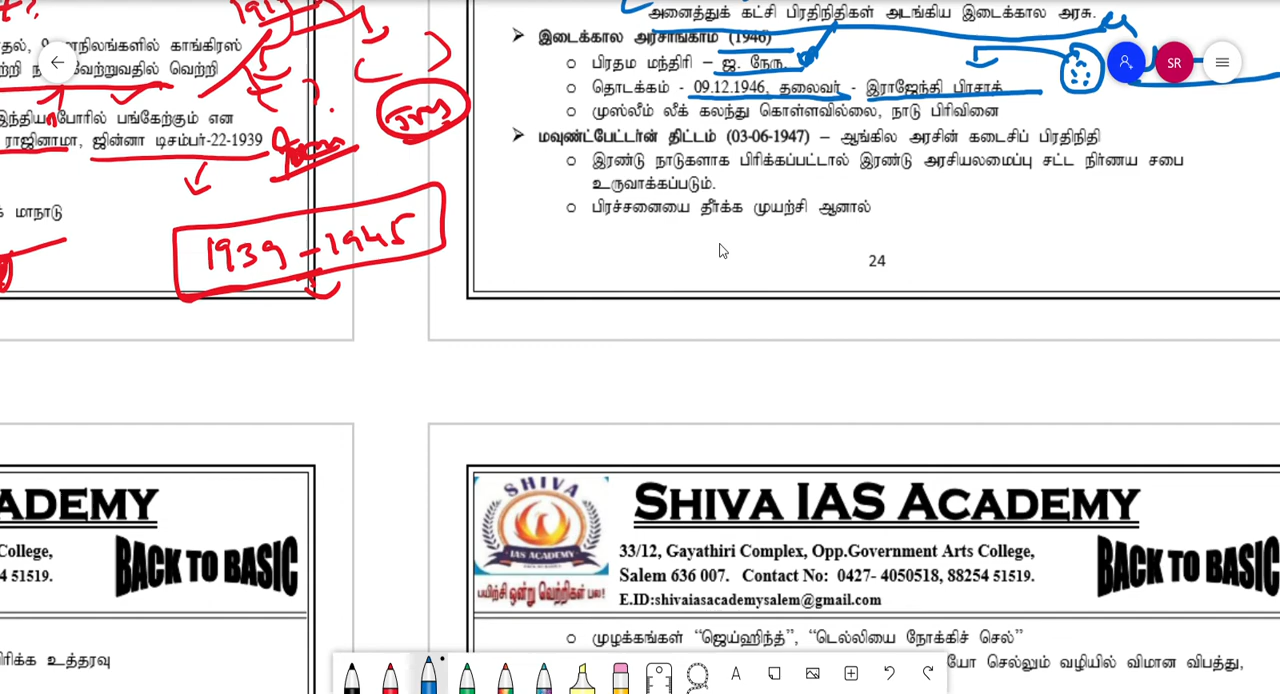 அனைத்துக் கட்சி பிரதிநிதிகள் அடங்கிய இடைக்கால அரசு.
➤ இடைக்கால அரசாங்காம் (1946)
o பிரதம மந்திரி – ஜ. நேரு
o தொடக்கம் - 09.12.1946, தலைவர் - இராஜேந்தி பிரசாத்
o முஸ்லீம் லீக் கலந்து கொள்ளவில்லை, நாடு பிரிவினை
➤ மவுண்ட்பேட்டர்ன் திட்டம் (03-06-1947) – ஆங்கில அரசின் கடைசிப் பிரதிநிதி
o இரண்டு நாடுகளாக பிரிக்கப்பட்டால் இரண்டு அரசியலமைப்பு சட்ட நிர்ணய சபை
உருவாக்கப்படும்.
o பிரச்சனையை தீர்க்க முயற்சி ஆனால்
24
காங்கிரஸ்
வெற்றி
போரில் பங்கேற்கும் என
ராஜினாமா, ஜின்னா டிசம்பர்-22-1939
மாநாடு
1939 – 1945
SR
ADEMY
College,
4 51519.
BACK TO BASIC
உத்தரவு
SHIVA
IAS ACADEMY
பயிற்சி ஒன்று வெற்றிகள் பல!
SHIVA IAS ACADEMY
33/12, Gayathiri Complex, Opp.Government Arts College,
Salem 636 007. Contact No: 0427- 4050518, 88254 51519.
E.ID:shivaiasacademysalem@gmail.com
BACK TO BASIC
o முழக்கங்கள் "ஜெய்ஹிந்த்", "டெல்லியை நோக்கிச் செல்"
செல்லும் வழியில் விமான விபத்து,
A